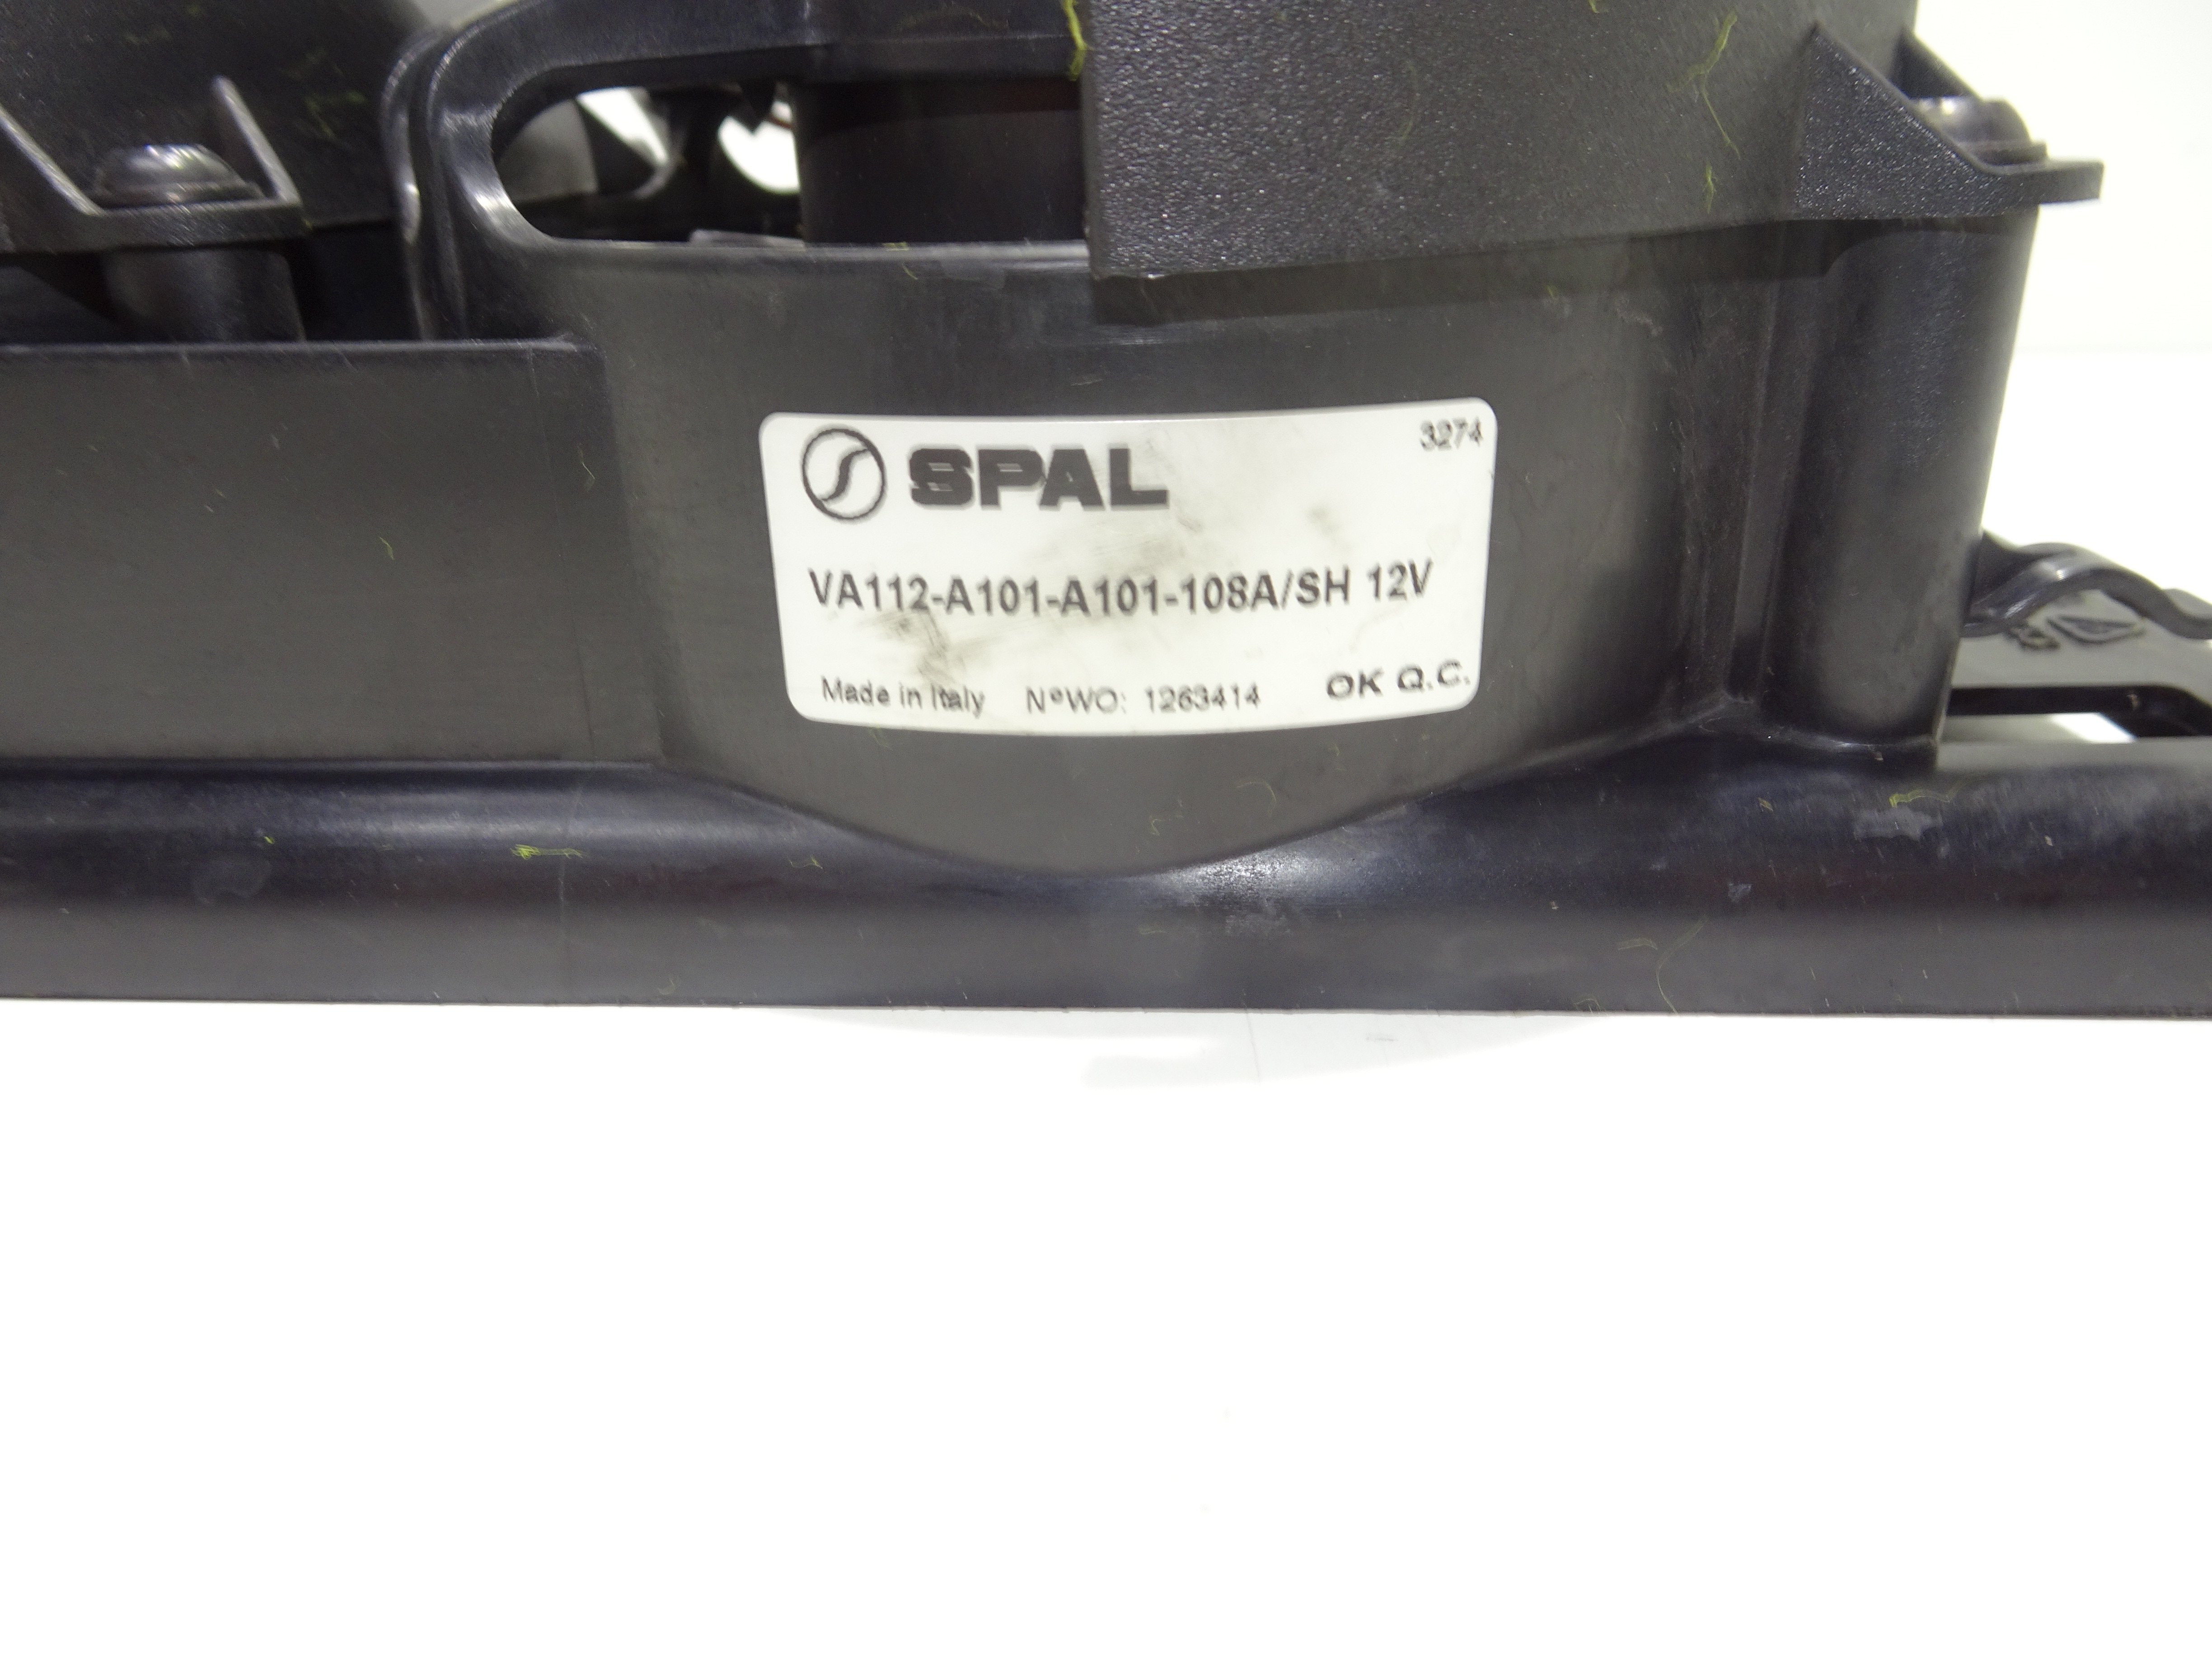 3274
SPAL
VA112-A101-A101-108A/SH 12V
Made in Italy N°WO: 1263414 OK Q.C.